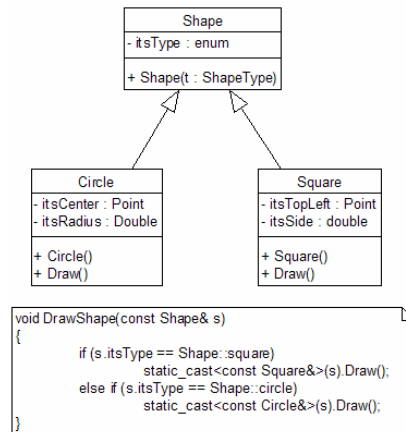 Shape
- itsType : enum
+ Shape(t : ShapeType)
Circle
- itsCenter : Point
- itsRadius : Double
+ Circle()
+ Draw()
Square
- itsTopLeft : Point
- itsSide : double
+ Square()
+ Draw()
void DrawShape(const Shape& s)
{
if (s.itsType == Shape::square)
static_cast<const Square&>(s).Draw();
else if (s.itsType == Shape::circle)
static_cast<const Circle&>(s).Draw();
}